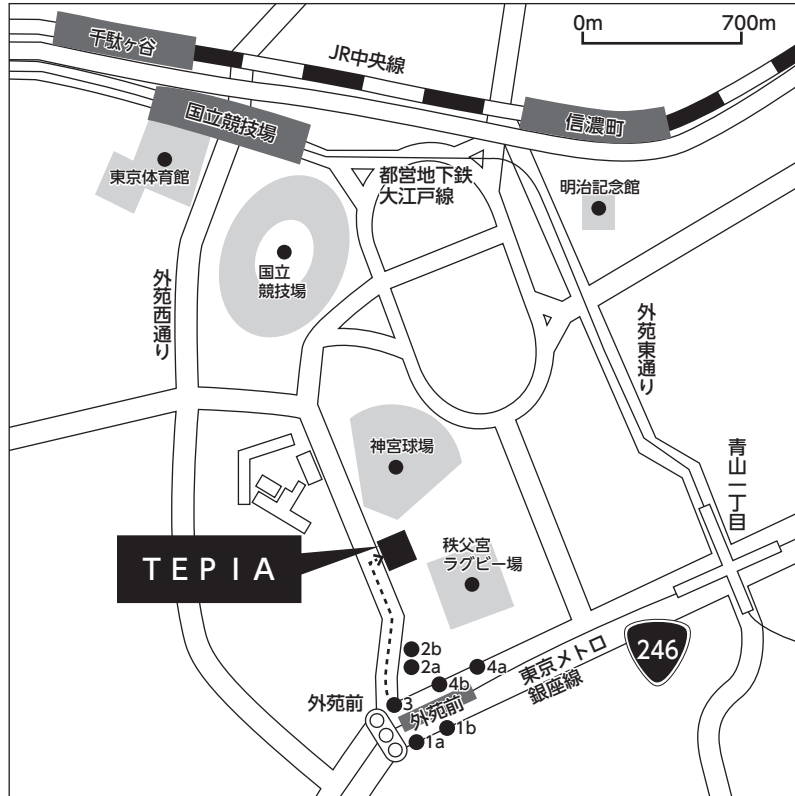 0m 700m
千駄ヶ谷
JR中央線
国立競技場
信濃町
東京体育館
都営地下鉄
大江戸線
明治記念館
国立
競技場
外苑西通り
外苑東通り
神宮球場
青山一丁目
TEPIA
秩父宮
ラグビー場
2b
2a
4a
4b
246
東京メトロ
銀座線
外苑前
3
外苑前
1b
1a